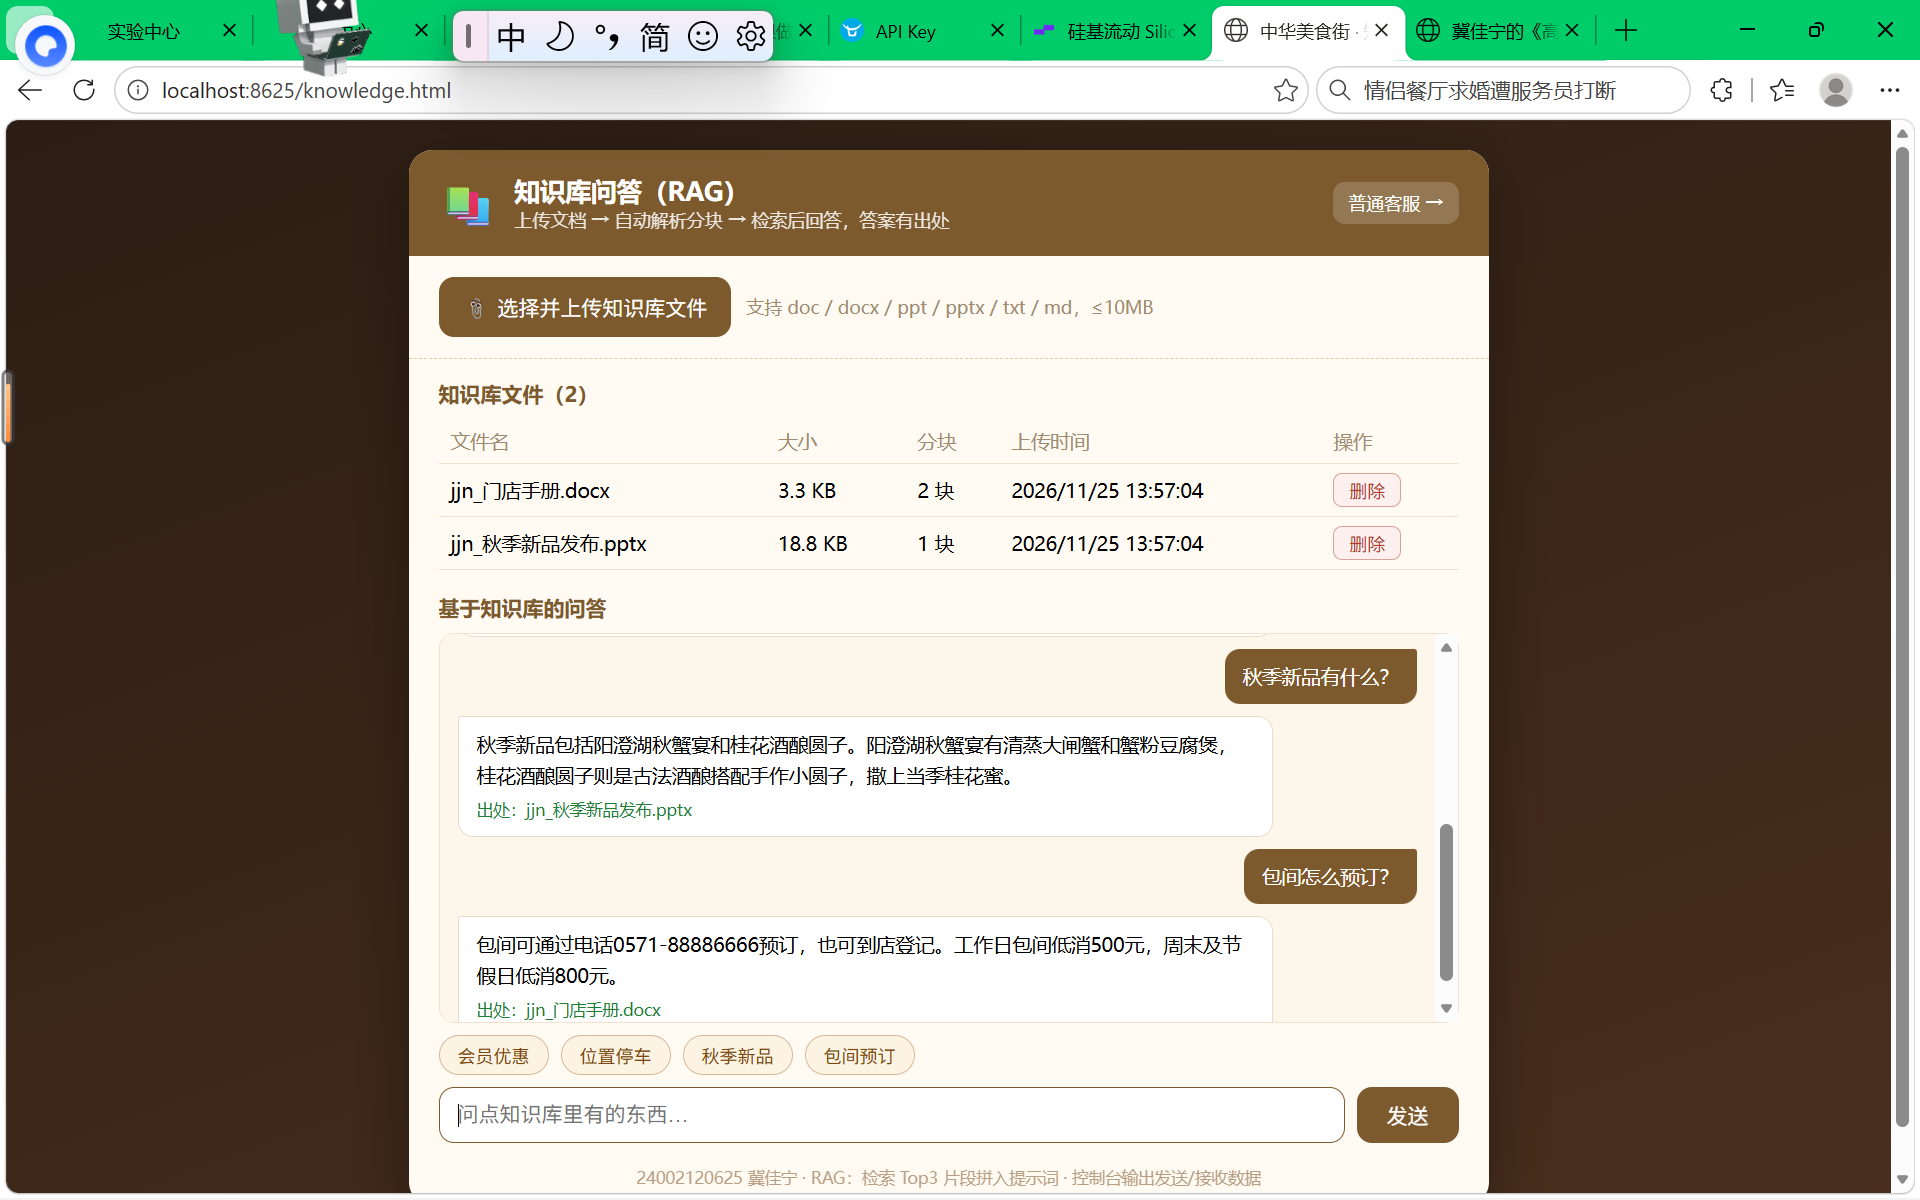 实验中心
中 简
API Key
硅基流动 Silic
中华美食街 ·
冀佳宁的《高
localhost:8625/knowledge.html
情侣餐厅求婚遭服务员打断
知识库问答（RAG）
上传文档 → 自动解析分块 → 检索后回答，答案有出处
普通客服 →
选择并上传知识库文件
支持 doc / docx / ppt / pptx / txt / md，≤10MB
知识库文件（2）
文件名 大小 分块 上传时间 操作
jjn_门店手册.docx 3.3 KB 2 块 2026/11/25 13:57:04 删除
jjn_秋季新品发布.pptx 18.8 KB 1 块 2026/11/25 13:57:04 删除
基于知识库的问答
秋季新品有什么？
秋季新品包括阳澄湖秋蟹宴和桂花酒酿圆子。阳澄湖秋蟹宴有清蒸大闸蟹和蟹粉豆腐煲，
桂花酒酿圆子则是古法酒酿搭配手作小圆子，撒上当季桂花蜜。
出处：jjn_秋季新品发布.pptx
包间怎么预订？
包间可通过电话0571-88886666预订，也可到店登记。工作日包间低消500元，周末及节
假日低消800元。
出处：jjn_门店手册.docx
会员优惠 位置停车 秋季新品 包间预订
问点知识库里有的东西…
发送
24002120625 冀佳宁 · RAG：检索 Top3 片段拼入提示词 · 控制台输出发送/接收数据